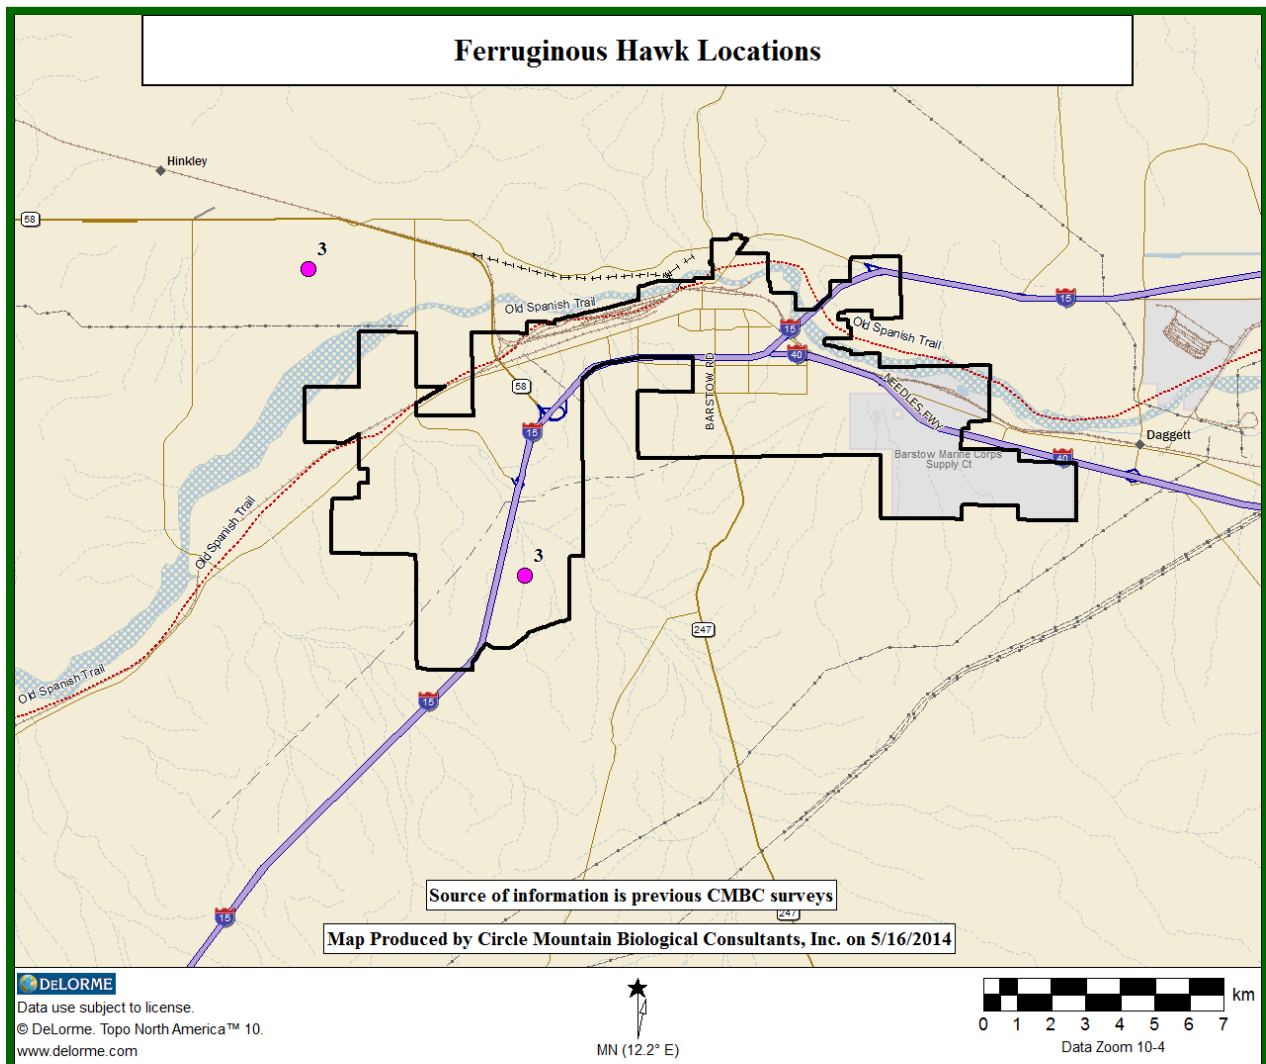 Ferruginous Hawk Locations
Hinkley
58
3
Old Spanish Trail
15
15
Old Spanish Trail
40
58
BARSTOW RD
NEEDLES FWY
15
Daggett
Barstow Marine Corps
Supply Ct
40
Old Spanish Trail
3
247
Old Spanish Trail
15
Source of information is previous CMBC surveys
247
15
Map Produced by Circle Mountain Biological Consultants, Inc. on 5/16/2014
DELORME
Data use subject to license.
© DeLorme. Topo North America™ 10.
www.delorme.com
MN (12.2° E)
km
0 1 2 3 4 5 6 7
Data Zoom 10-4